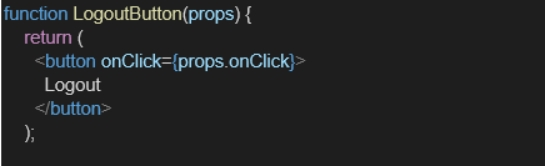 function LogoutButton(props) {
return (
<button onClick={props.onClick}>
Logout
</button>
);